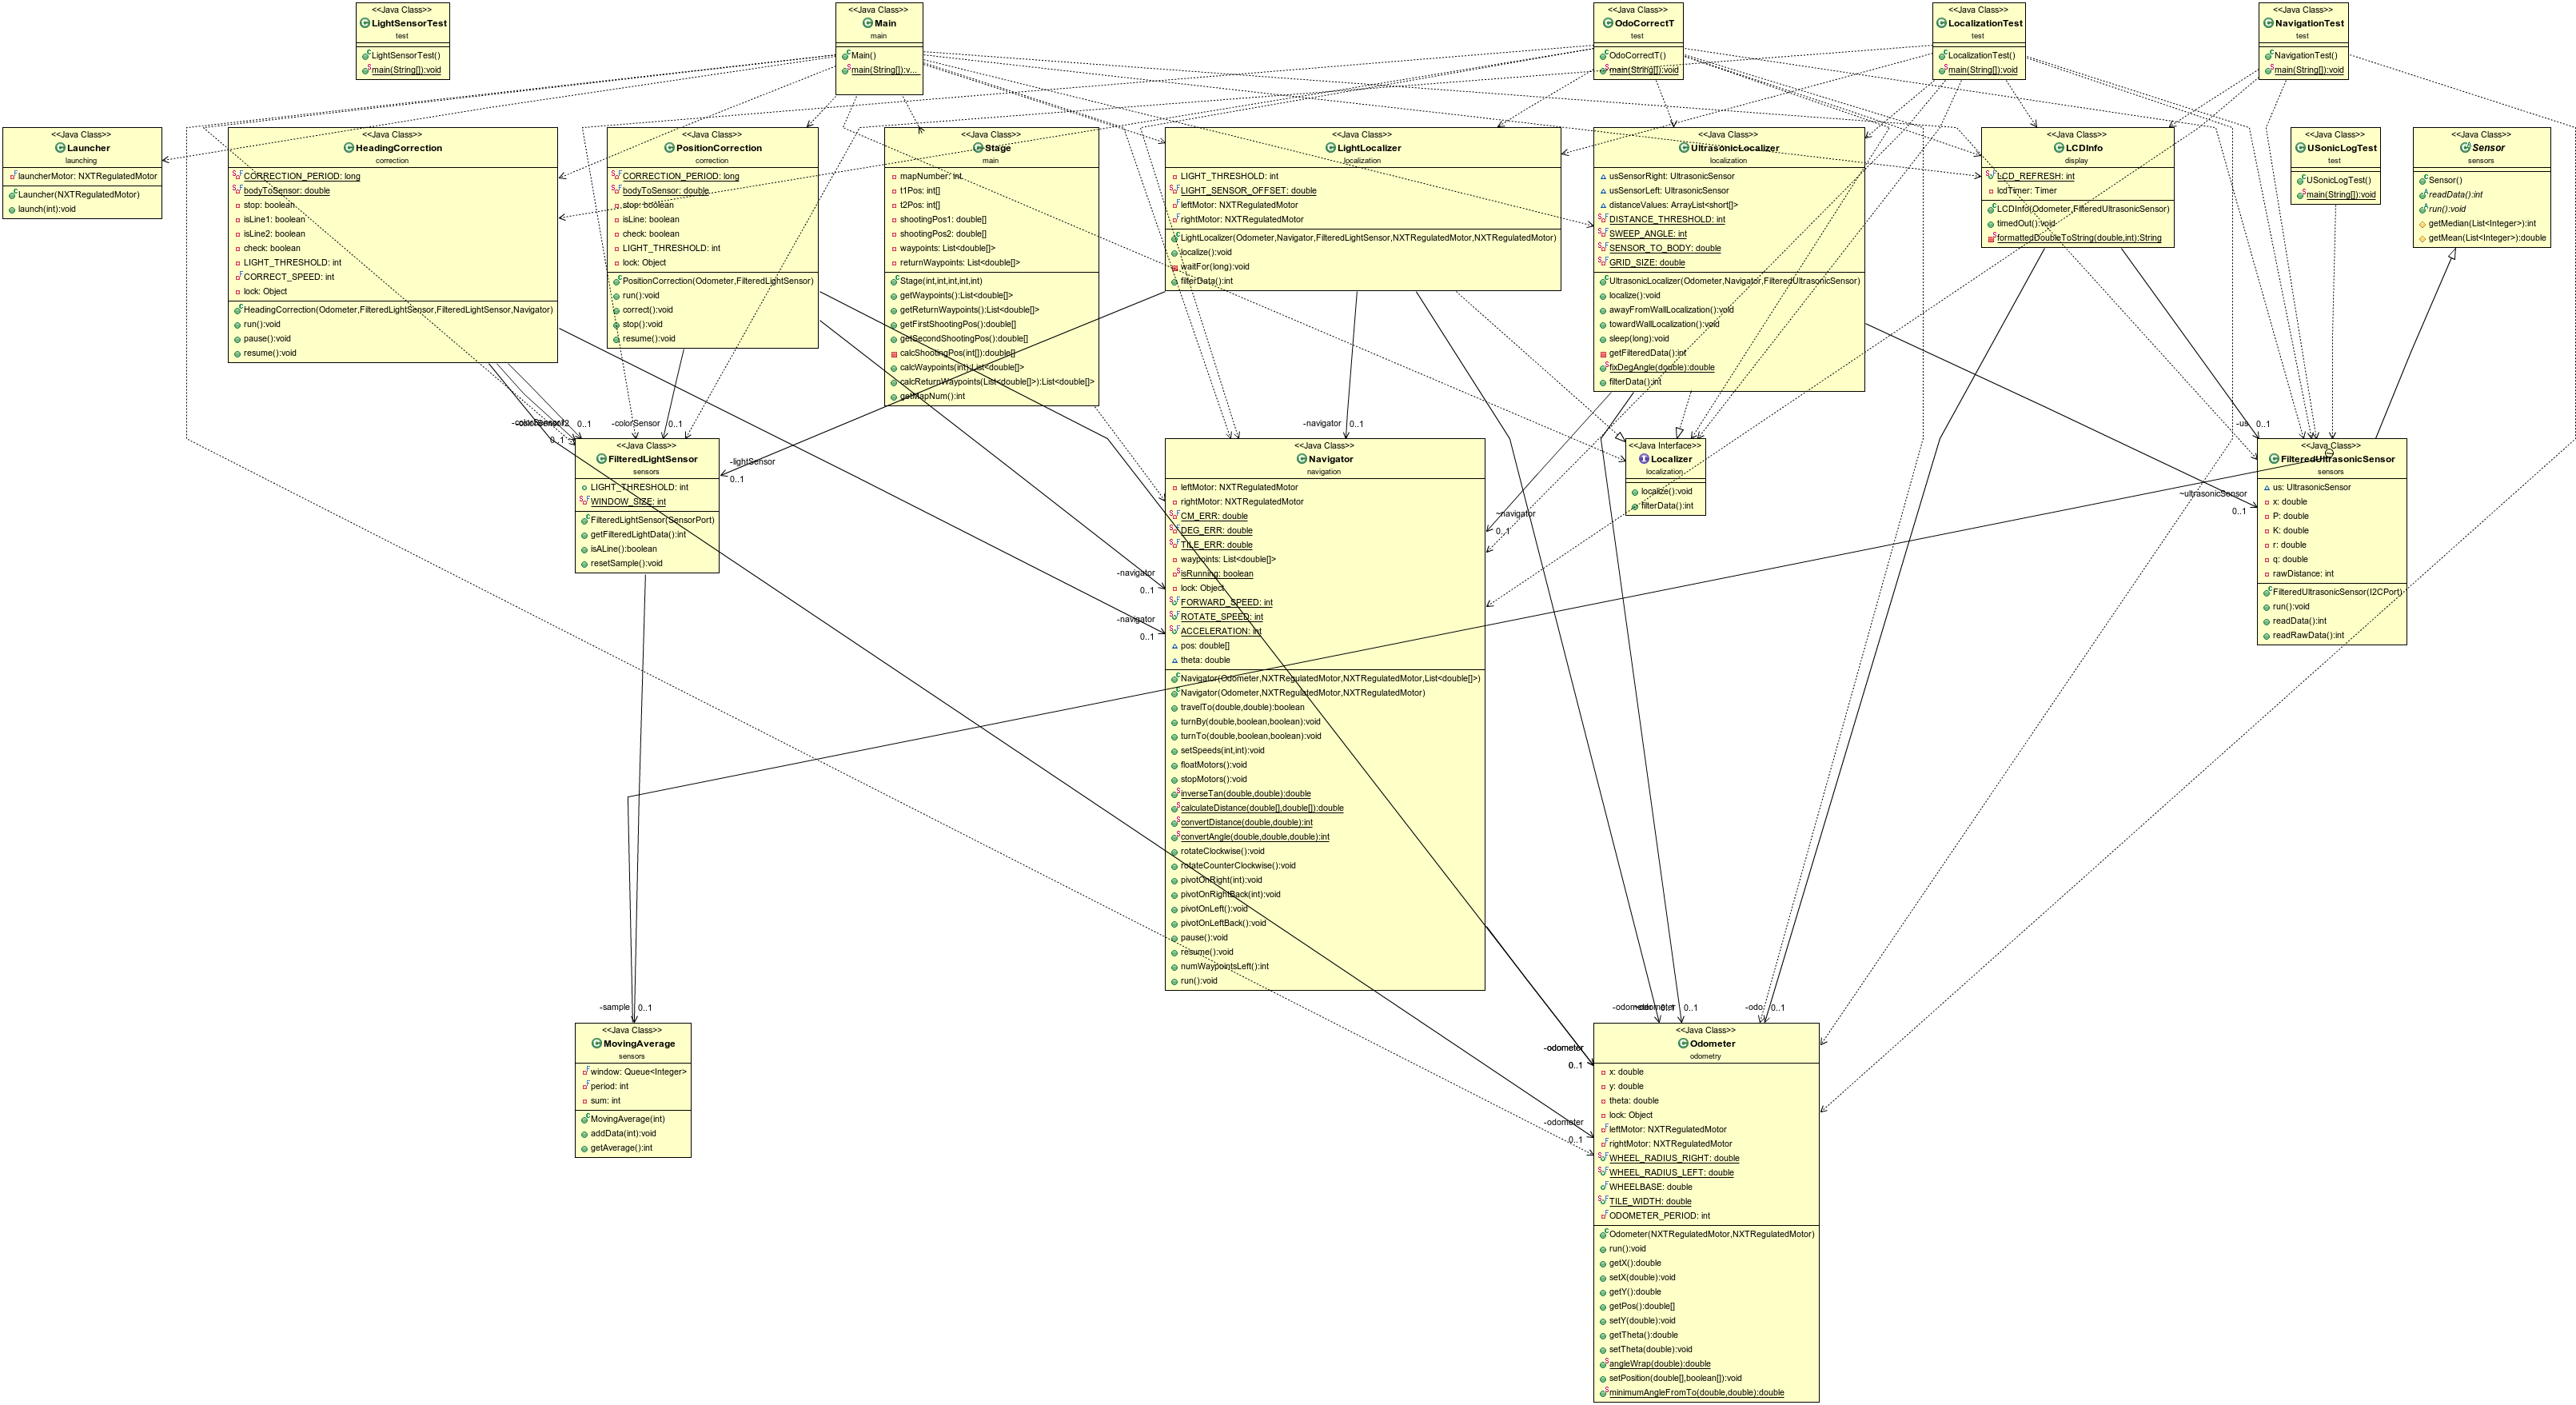 <<Java Class>>
LightSensorTest
test
LightSensorTest()
main(String[]):void
<<Java Class>>
Main
main
Main()
main(String[]):v...
<<Java Class>>
OdoCorrectT
test
OdoCorrectT()
main(String[]):void
<<Java Class>>
LocalizationTest
test
LocalizationTest()
main(String[]):void
<<Java Class>>
NavigationTest
test
NavigationTest()
main(String[]):void
<<Java Class>>
Launcher
launching
launcherMotor: NXTRegulatedMotor
Launcher(NXTRegulatedMotor)
launch(int):void
<<Java Class>>
HeadingCorrection
correction
CORRECTION_PERIOD: long
bodyToSensor: double
stop: boolean
isLine1: boolean
isLine2: boolean
check: boolean
LIGHT_THRESHOLD: int
CORRECT_SPEED: int
lock: Object
HeadingCorrection(Odometer,FilteredLightSensor,FilteredLightSensor,Navigator)
run():void
pause():void
resume():void
<<Java Class>>
PositionCorrection
correction
CORRECTION_PERIOD: long
bodyToSensor: double
stop: boolean
isLine: boolean
check: boolean
LIGHT_THRESHOLD: int
lock: Object
PositionCorrection(Odometer,FilteredLightSensor)
run():void
correct():void
stop():void
resume():void
<<Java Class>>
Stage
main
mapNumber: int
t1Pos: int[]
t2Pos: int[]
shootingPos1: double[]
shootingPos2: double[]
waypoints: List<double[]>
returnWaypoints: List<double[]>
Stage(int,int,int,int,int)
getWaypoints():List<double[]>
getReturnWaypoints():List<double[]>
getFirstShootingPos():double[]
getSecondShootingPos():double[]
calcShootingPos(int[]):double[]
calcWaypoints(int):List<double[]>
calcReturnWaypoints(List<double[]>):List<double[]>
getMapNum():int
<<Java Class>>
LightLocalizer
localization
LIGHT_THRESHOLD: int
LIGHT_SENSOR_OFFSET: double
leftMotor: NXTRegulatedMotor
rightMotor: NXTRegulatedMotor
LightLocalizer(Odometer,Navigator,FilteredLightSensor,NXTRegulatedMotor,NXTRegulatedMotor)
localize():void
waitFor(long):void
filterData():int
<<Java Class>>
UltrasonicLocalizer
localization
usSensorRight: UltrasonicSensor
usSensorLeft: UltrasonicSensor
distanceValues: ArrayList<short[]>
DISTANCE_THRESHOLD: int
SWEEP_ANGLE: int
SENSOR_TO_BODY: double
GRID_SIZE: double
UltrasonicLocalizer(Odometer,Navigator,FilteredUltrasonicSensor)
localize():void
awayFromWallLocalization():void
towardWallLocalization():void
sleep(long):void
getFilteredData():int
fixDegAngle(double):double
filterData():int
<<Java Class>>
LCDInfo
display
LCD_REFRESH: int
lcdTimer: Timer
LCDInfo(Odometer,FilteredUltrasonicSensor)
timedOut():void
formattedDoubleToString(double,int):String
<<Java Class>>
USonicLogTest
test
USonicLogTest()
main(String[]):void
<<Java Class>>
Sensor
sensors
Sensor()
readData():int
run():void
getMedian(List<Integer>):int
getMean(List<Integer>):double
0..1
0..1
-colorSensor
0..1
-lightSensor
0..1
-navigator
0..1
~navigator
0..1
-us
0..1
~ultrasonicSensor
0..1
<<Java Class>>
FilteredLightSensor
sensors
LIGHT_THRESHOLD: int
WINDOW_SIZE: int
FilteredLightSensor(SensorPort)
getFilteredLightData():int
isALine():boolean
resetSample():void
<<Java Class>>
Navigator
navigation
leftMotor: NXTRegulatedMotor
rightMotor: NXTRegulatedMotor
CM_ERR: double
DEG_ERR: double
TILE_ERR: double
waypoints: List<double[]>
isRunning: boolean
lock: Object
FORWARD_SPEED: int
ROTATE_SPEED: int
ACCELERATION: int
pos: double[]
theta: double
Navigator(Odometer,NXTRegulatedMotor,NXTRegulatedMotor,List<double[]>)
Navigator(Odometer,NXTRegulatedMotor,NXTRegulatedMotor)
travelTo(double,double):boolean
turnBy(double,boolean,boolean):void
turnTo(double,boolean,boolean):void
setSpeeds(int,int):void
floatMotors():void
stopMotors():void
inverseTan(double,double):double
calculateDistance(double[],double[]):double
convertDistance(double,double):int
convertAngle(double,double,double):int
rotateClockwise():void
rotateCounterClockwise():void
pivotOnRight(int):void
pivotOnRightBack(int):void
pivotOnLeft():void
pivotOnLeftBack():void
pause():void
resume():void
numWaypointsLeft():int
run():void
<<Java Interface>>
Localizer
localization
localize():void
filterData():int
<<Java Class>>
FilteredUltrasonicSensor
sensors
us: UltrasonicSensor
x: double
P: double
K: double
r: double
q: double
rawDistance: int
FilteredUltrasonicSensor(I2CPort)
run():void
readData():int
readRawData():int
-navigator
0..1
-navigator
0..1
-sample
0..1
0..1
0..1
-odo
0..1
-odometer
0..1
-odometer
0..1
<<Java Class>>
MovingAverage
sensors
window: Queue<Integer>
period: int
sum: int
MovingAverage(int)
addData(int):void
getAverage():int
<<Java Class>>
Odometer
odometry
x: double
y: double
theta: double
lock: Object
leftMotor: NXTRegulatedMotor
rightMotor: NXTRegulatedMotor
WHEEL_RADIUS_RIGHT: double
WHEEL_RADIUS_LEFT: double
WHEELBASE: double
TILE_WIDTH: double
ODOMETER_PERIOD: int
Odometer(NXTRegulatedMotor,NXTRegulatedMotor)
run():void
getX():double
setX(double):void
getY():double
getPos():double[]
setY(double):void
getTheta():double
setTheta(double):void
angleWrap(double):double
setPosition(double[],boolean[]):void
minimumAngleFromTo(double,double):double